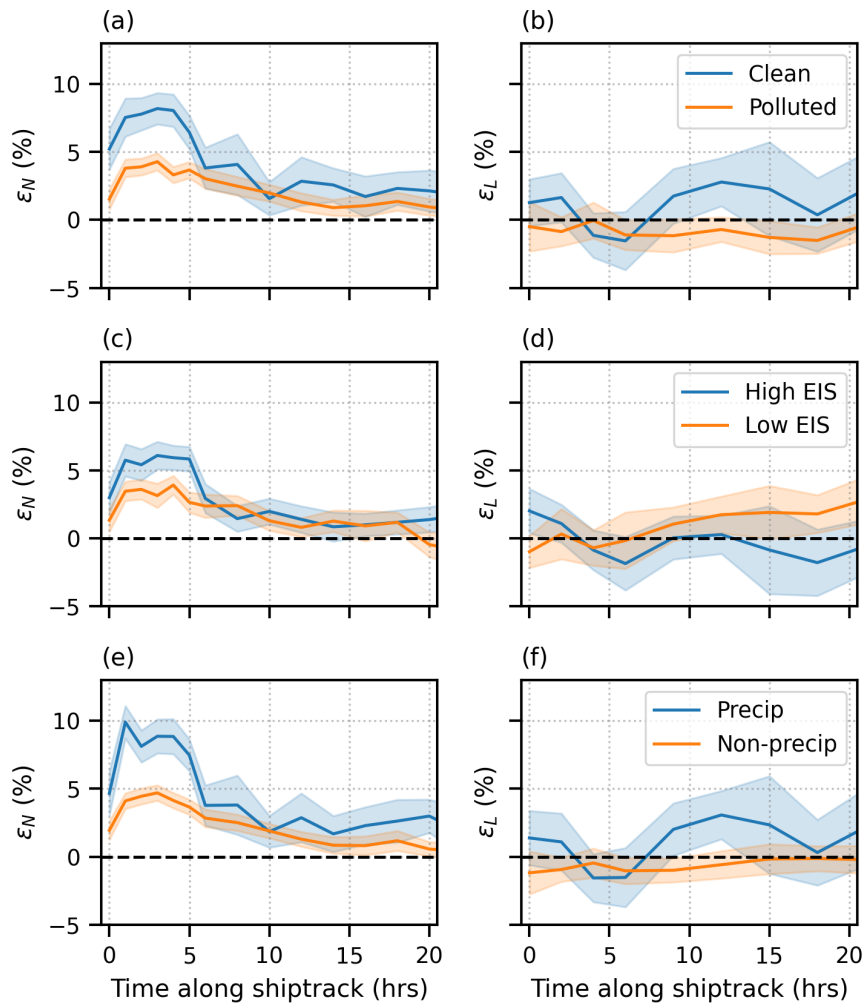 (a)
(b)
10
5
0
−5
ε_N (%)
ε_L (%)
Clean
Polluted
(c)
(d)
10
5
0
−5
ε_N (%)
ε_L (%)
High EIS
Low EIS
(e)
(f)
10
5
0
−5
ε_N (%)
ε_L (%)
Precip
Non-precip
0 5 10 15 20
0 5 10 15 20
Time along shiptrack (hrs)
Time along shiptrack (hrs)